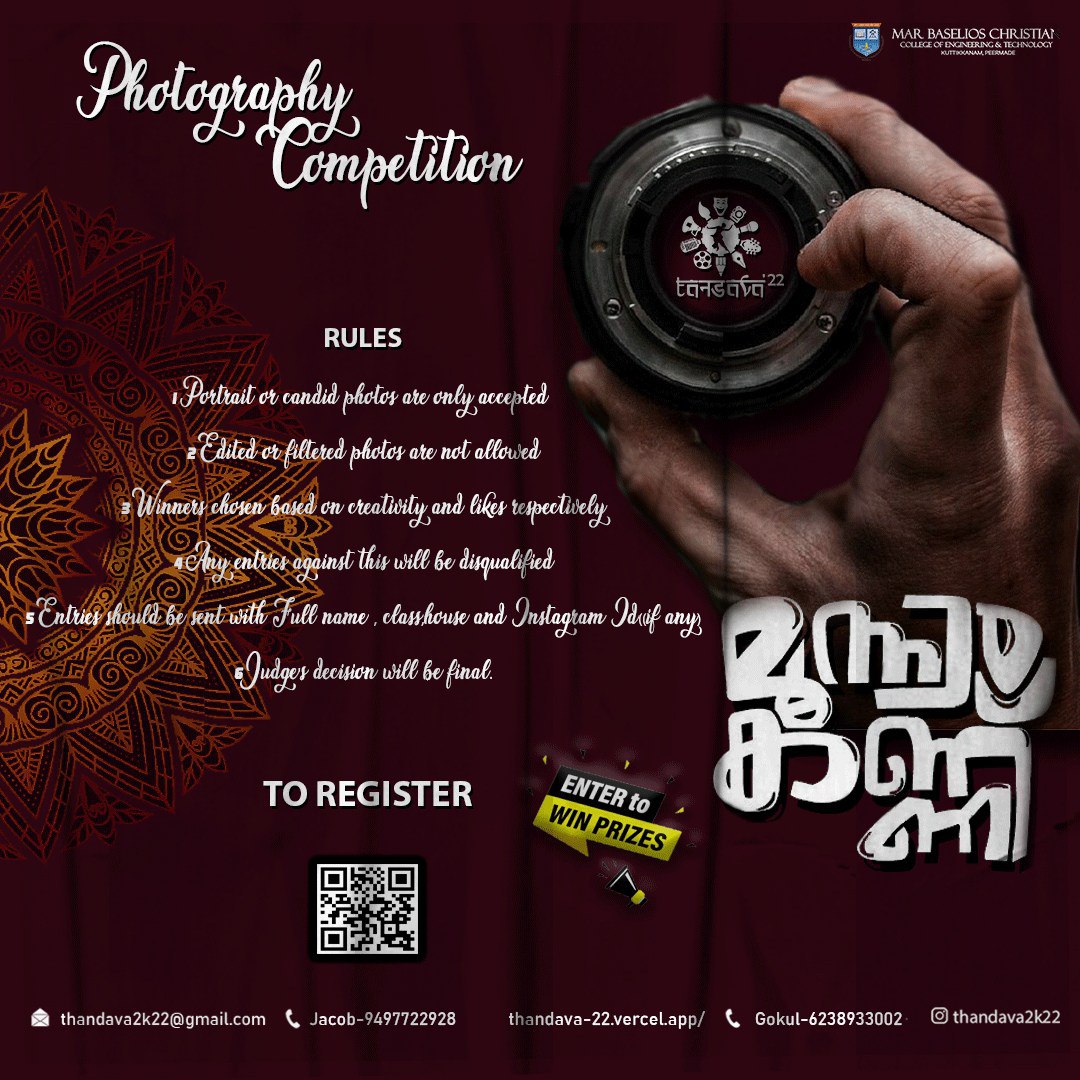 MAR BASELIOS CHRISTIAN
COLLEGE OF ENGINEERING & TECHNOLOGY
KUTTIKKANAM, PEERMADE
Photography
Competition
tandava'22
RULES
1 Portrait or candid photos are only accepted
2 Edited or filtered photos are not allowed
3 Winners chosen based on creativity and likes respectively
4 Any entries against this will be disqualified
5 Entries should be sent with Full name , class,house and Instagram Id(if any)
6 Judge's decision will be final.
TO REGISTER
ENTER to
WIN PRIZES
thandava2k22@gmail.com Jacob-9497722928 thandava-22.vercel.app/ Gokul-6238933002 thandava2k22